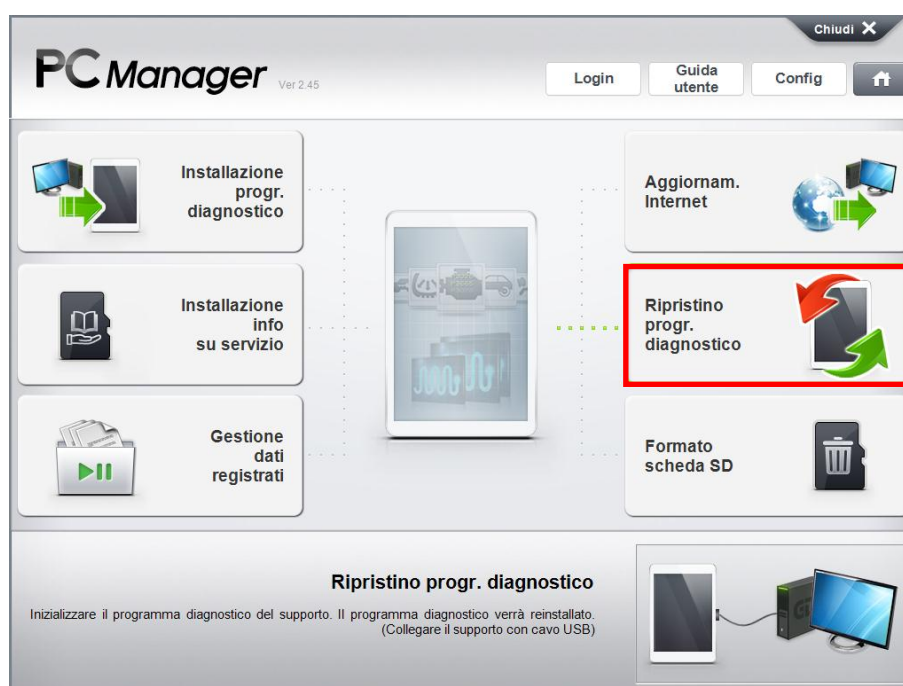 Chiudi X
PC Manager Ver 2.45
Login
Guida
utente
Config
Installazione
progr.
diagnostico
Aggiornam.
Internet
Installazione
info
su servizio
Ripristino
progr.
diagnostico
Gestione
dati
registrati
Formato
scheda SD
Ripristino progr. diagnostico
Inizializzare il programma diagnostico del supporto. Il programma diagnostico verrà reinstallato.
(Collegare il supporto con cavo USB)